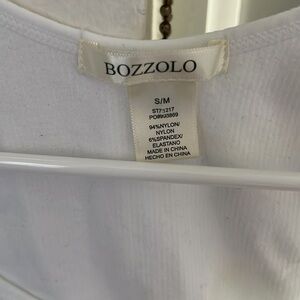 BOZZOLO
S/M
94%NYLON/
NYLON
6%SPANDEX/
ELASTANO
MADE IN CHINA
HECHO EN CHINA